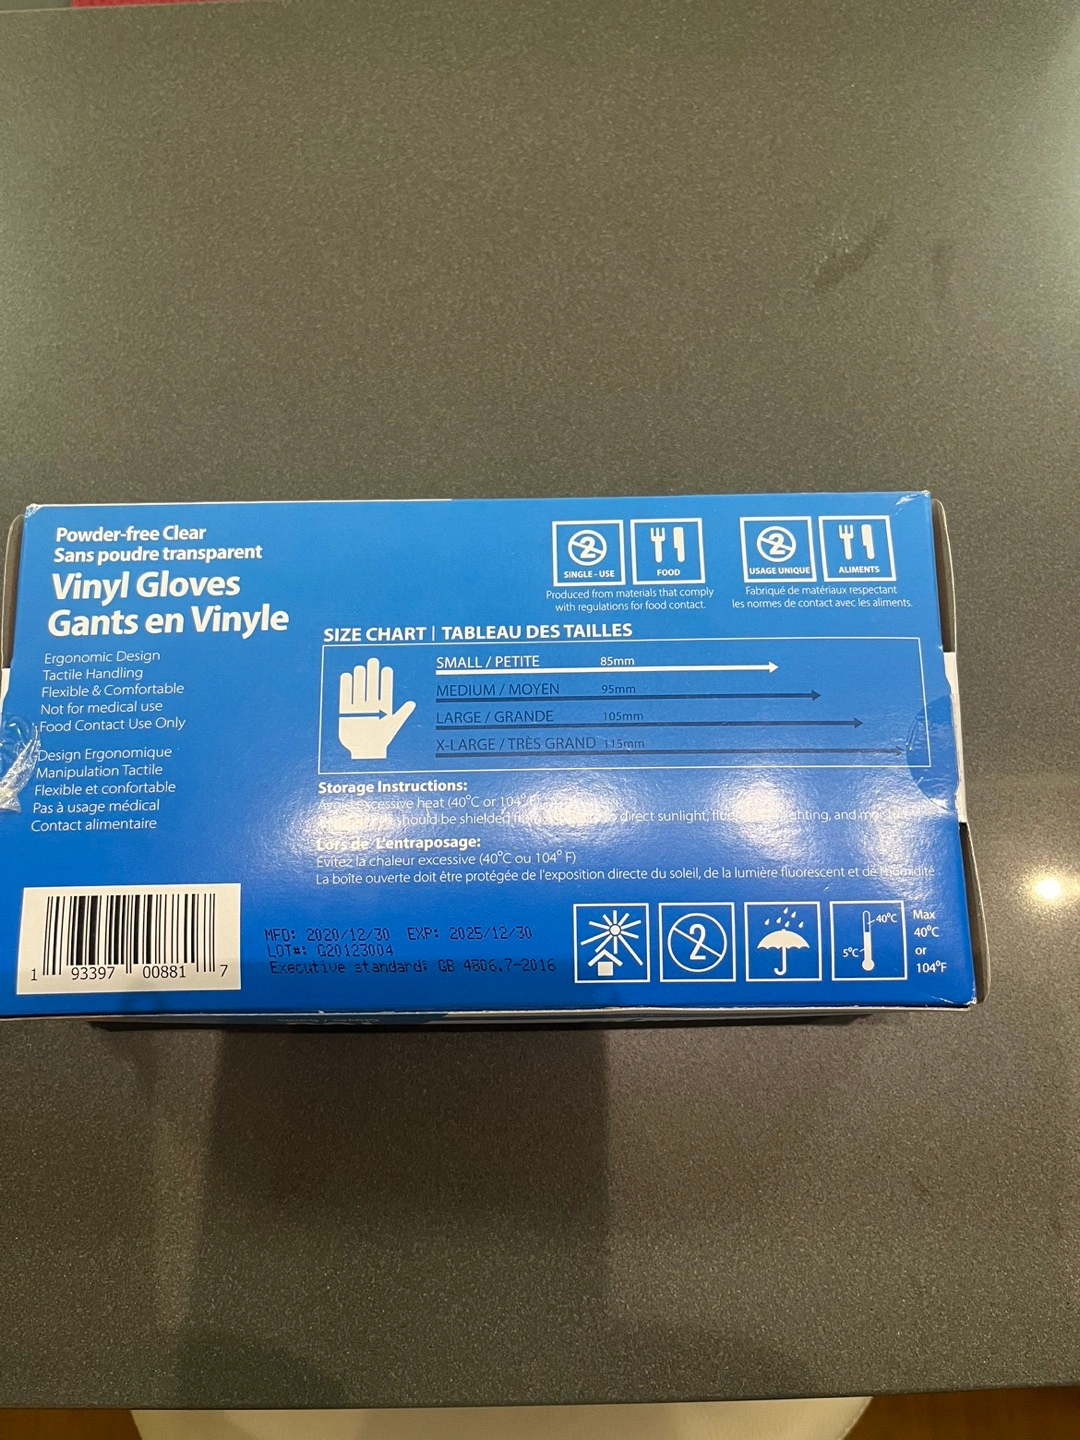 Powder-free Clear
Sans poudre transparent
Vinyl Gloves
Gants en Vinyle
Ergonomic Design
Tactile Handling
Flexible & Comfortable
Not for medical use
Food Contact Use Only
Design Ergonomique
Manipulation Tactile
Flexible et confortable
Pas à usage médical
Contact alimentaire
2
SINGLE-USE
FOOD
Produced from materials that comply
with regulations for food contact.
2
USAGE UNIQUE
ALIMENTS
Fabriqué de matériaux respectant
les normes de contact avec les aliments.
SIZE CHART | TABLEAU DES TAILLES
SMALL / PETITE 85mm
MEDIUM / MOYEN 95mm
LARGE / GRANDE 105mm
X-LARGE / TRÈS GRAND 115mm
Storage Instructions:
Avoid excessive heat (40°C or 104°F)
should be shielded direct sunlight, lighting, and
Lors de L'entraposage:
Evitez la chaleur excessive (40°C ou 104° F)
La boîte ouverte doit être protégée de l'exposition directe du soleil, de la lumière fluorescent et de l'humidité
1 93397 00881 7
MFD: 2020/12/30 EXP: 2025/12/30
LOT#: G20123004
Executive standard: GB 4806.7-2016
2
40°C
5°C
Max
40°C
or
104°F